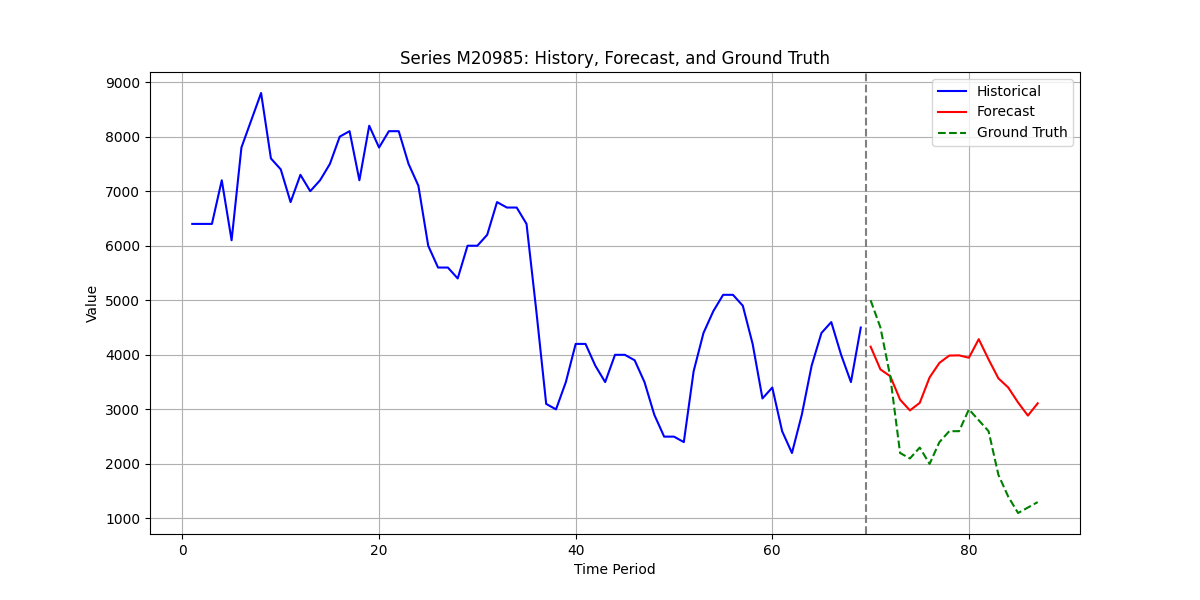 Series M20985: History, Forecast, and Ground Truth
9000
8000
7000
6000
5000
4000
3000
2000
1000
Value
0
20
40
60
80
Time Period
Historical
Forecast
Ground Truth